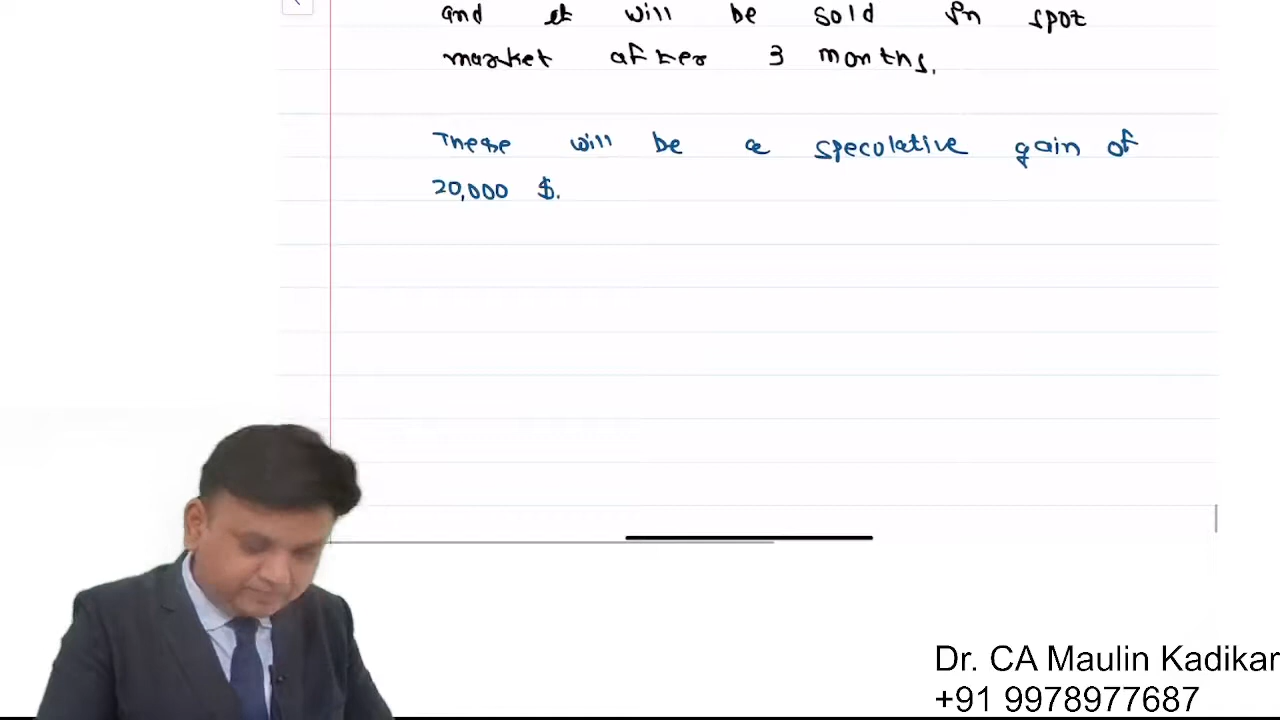 and it will be sold in spot
market after 3 months.
There will be a speculative gain of
20,000 $.
Dr. CA Maulin Kadikar
+91 9978977687